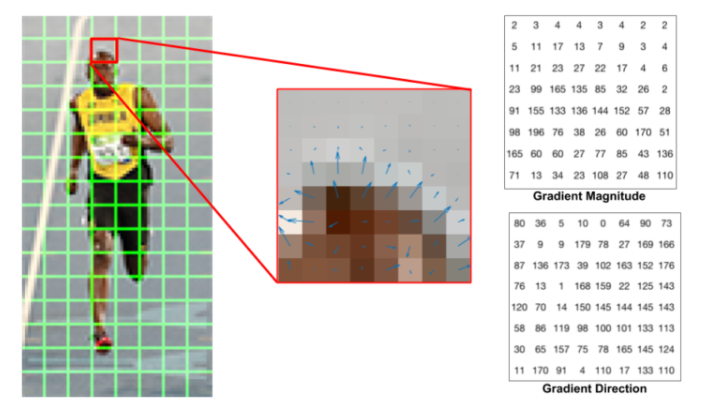 2 3 4 4 3 4 2 2
5 11 17 13 7 9 3 4
11 21 23 27 22 17 4 6
23 99 165 135 85 32 26 2
91 155 133 136 144 152 57 28
98 196 76 38 26 60 170 51
165 60 60 27 77 85 43 136
71 13 34 23 108 27 48 110
Gradient Magnitude
80 36 5 10 0 64 90 73
37 9 9 179 78 27 169 166
87 136 173 39 102 163 152 176
76 13 1 168 159 22 125 143
120 70 14 150 145 144 145 143
58 86 119 98 100 101 133 113
30 65 157 75 78 165 145 124
11 170 91 4 110 17 133 110
Gradient Direction